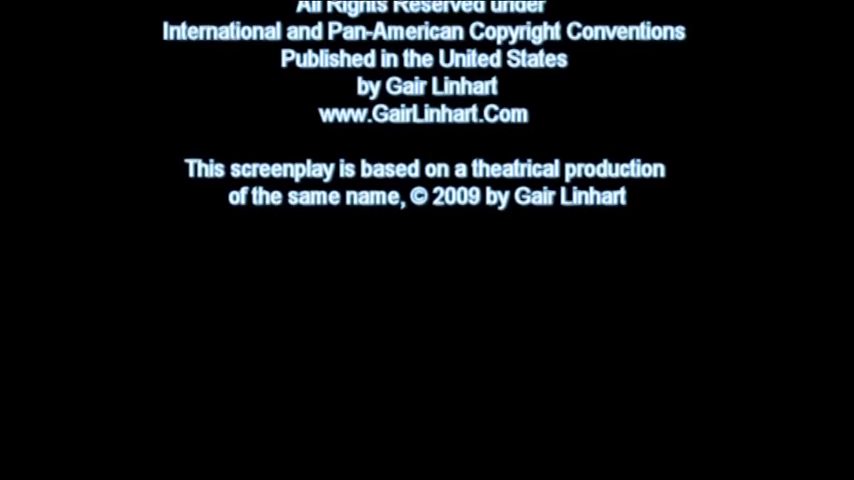 All Rights Reserved under
International and Pan-American Copyright Conventions
Published in the United States
by Gair Linhart
www.GairLinhart.Com
This screenplay is based on a theatrical production
of the same name, © 2009 by Gair Linhart